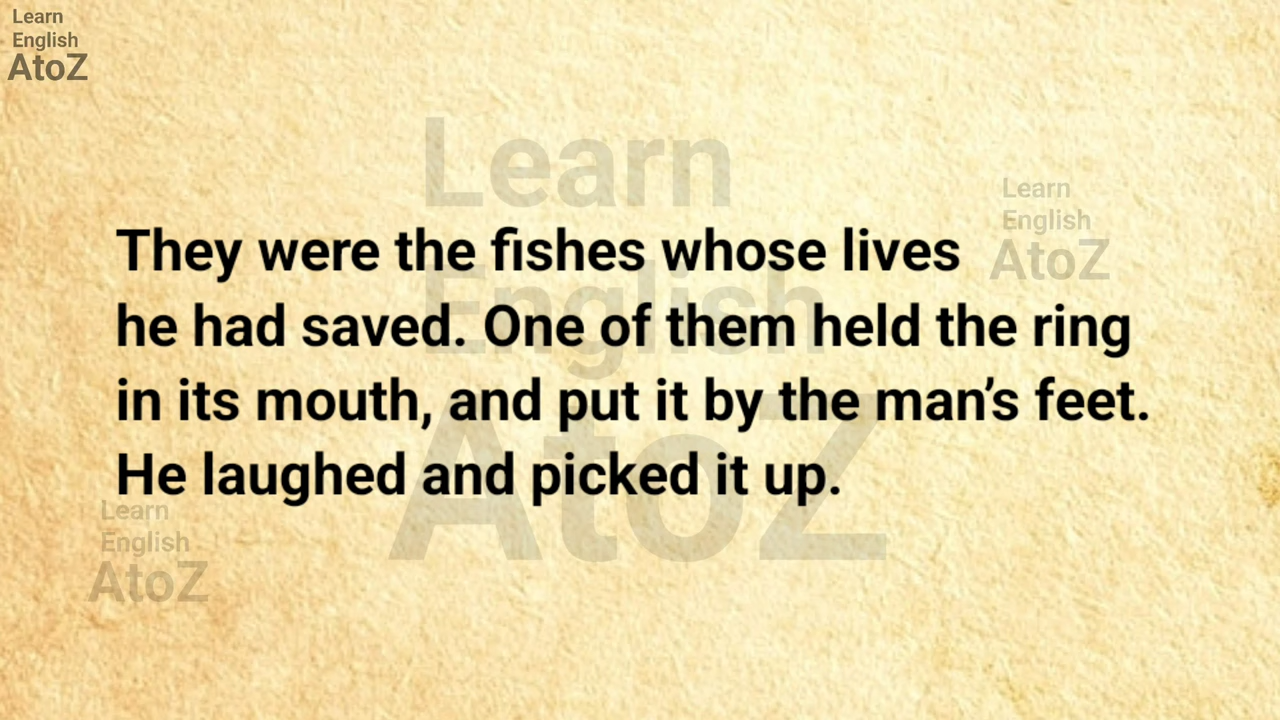 Learn
English
AtoZ
Learn
English
AtoZ
Learn
English
AtoZ
They were the fishes whose lives
he had saved. One of them held the ring
in its mouth, and put it by the man’s feet.
He laughed and picked it up.
Learn
English
AtoZ